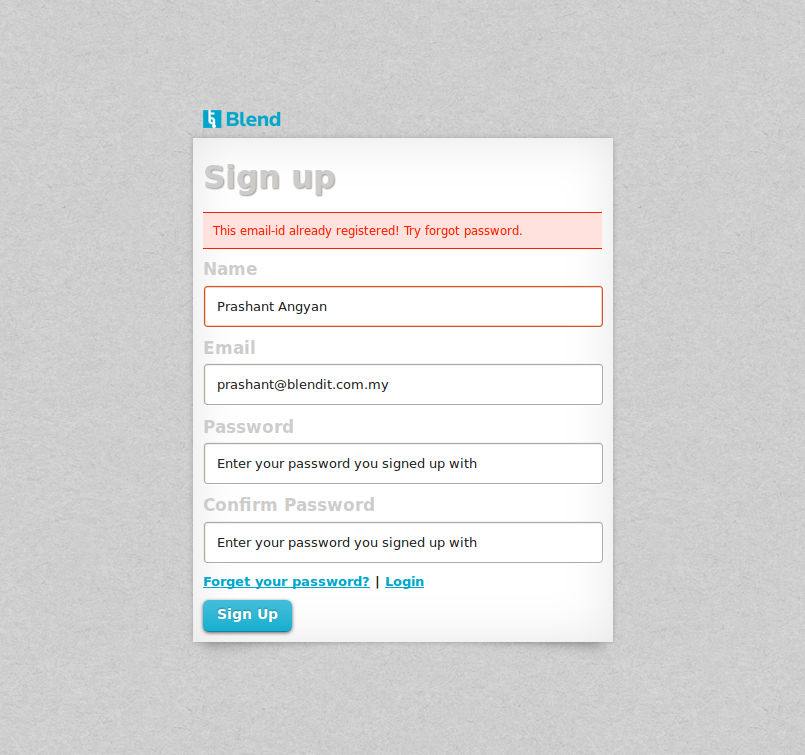 Blend
Sign up
This email-id already registered! Try forgot password.
Name
Prashant Angyan
Email
prashant@blendit.com.my
Password
Enter your password you signed up with
Confirm Password
Enter your password you signed up with
Forget your password? | Login
Sign Up